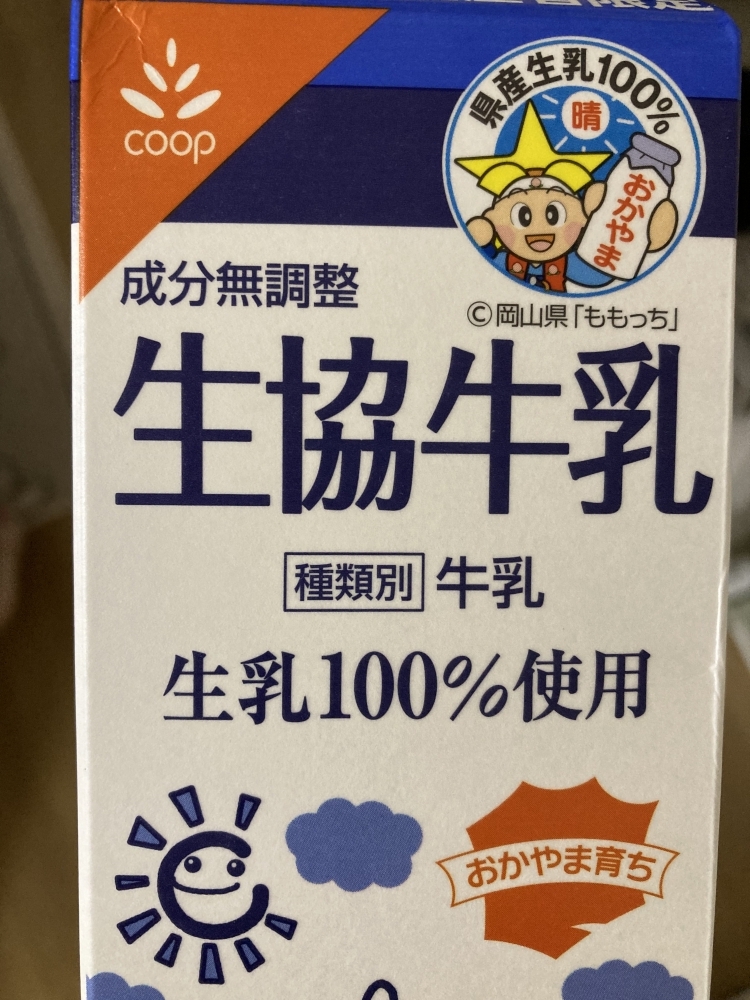 coop
県産生乳100%
晴
おかやま
©岡山県「ももっち」
成分無調整
生協牛乳
種類別 牛乳
生乳100%使用
おかやま育ち